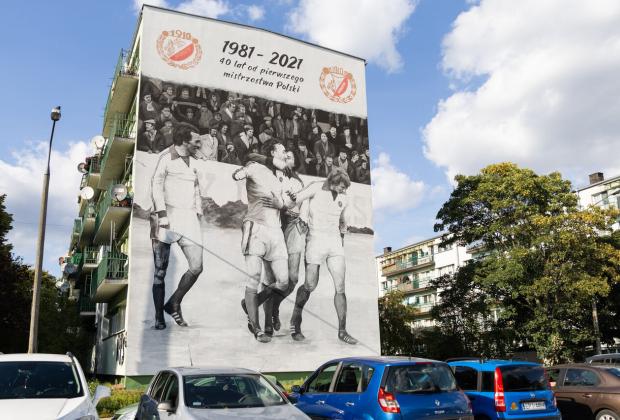 1910
1981 - 2021
40 lat od pierwszego
mistrzostwa Polski